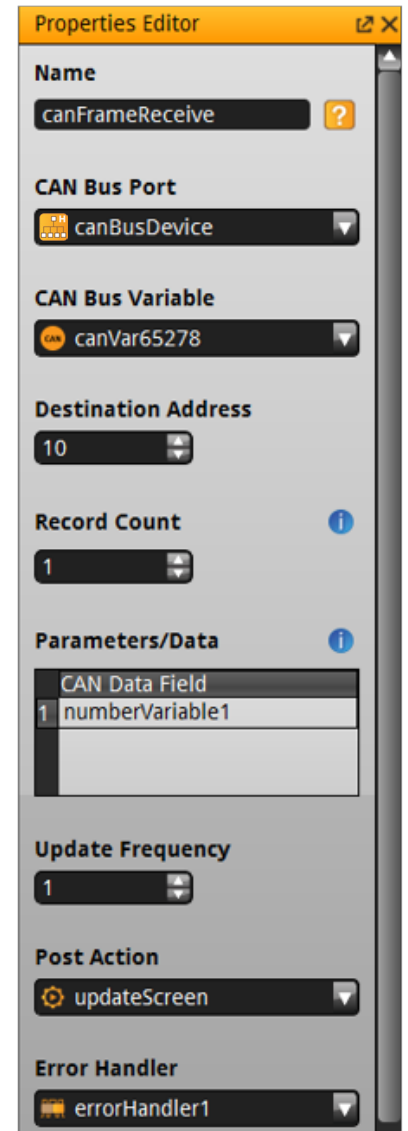 Properties Editor
Name
canFrameReceive
?
CAN Bus Port
canBusDevice
CAN Bus Variable
CAN canVar65278
Destination Address
10
Record Count
i
1
Parameters/Data
i
CAN Data Field
1 numberVariable1
Update Frequency
1
Post Action
updateScreen
Error Handler
errorHandler1